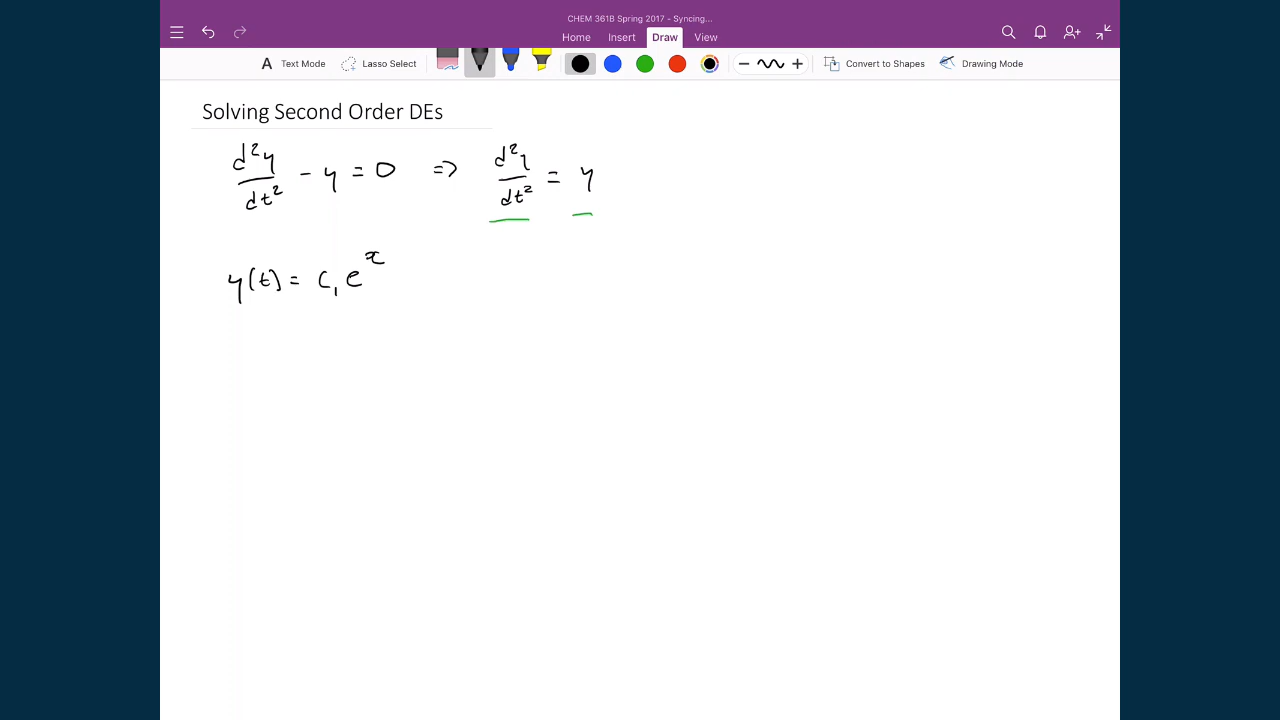 CHEM 361B Spring 2017 - Syncing...
Home Insert Draw View
A Text Mode Lasso Select Convert to Shapes Drawing Mode
Solving Second Order DEs
d²y/dt² - y = 0 => d²y/dt² = y
y(t) = c₁e^x